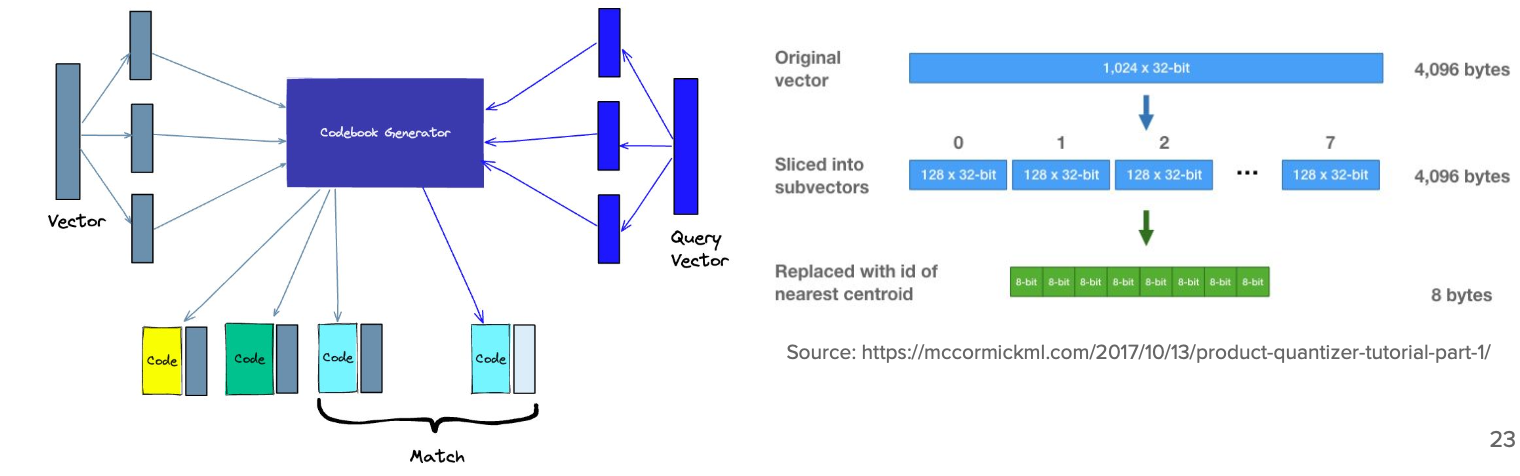 Vector
Codebook Generator
Query
Vector
Code
Code
Code
Code
Match
Original
vector
1,024 x 32-bit
4,096 bytes
0 1 2 7
Sliced into
subvectors
128 x 32-bit 128 x 32-bit 128 x 32-bit ... 128 x 32-bit
4,096 bytes
Replaced with id of
nearest centroid
8-bit 8-bit 8-bit 8-bit 8-bit 8-bit 8-bit 8-bit
8 bytes
Source: https://mccormickml.com/2017/10/13/product-quantizer-tutorial-part-1/
23